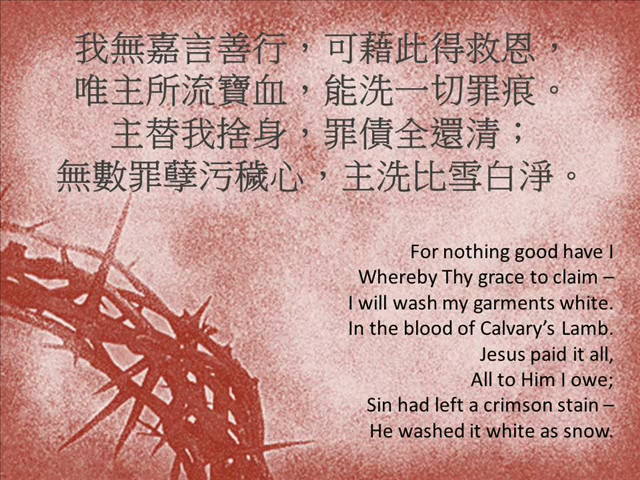 我無嘉言善行，可藉此得救恩，
唯主所流寶血，能洗一切罪痕。
主替我捨身，罪債全還清；
無數罪孽污穢心，主洗比雪白淨。
For nothing good have I
Whereby Thy grace to claim –
I will wash my garments white.
In the blood of Calvary’s Lamb.
Jesus paid it all,
All to Him I owe;
Sin had left a crimson stain –
He washed it white as snow.